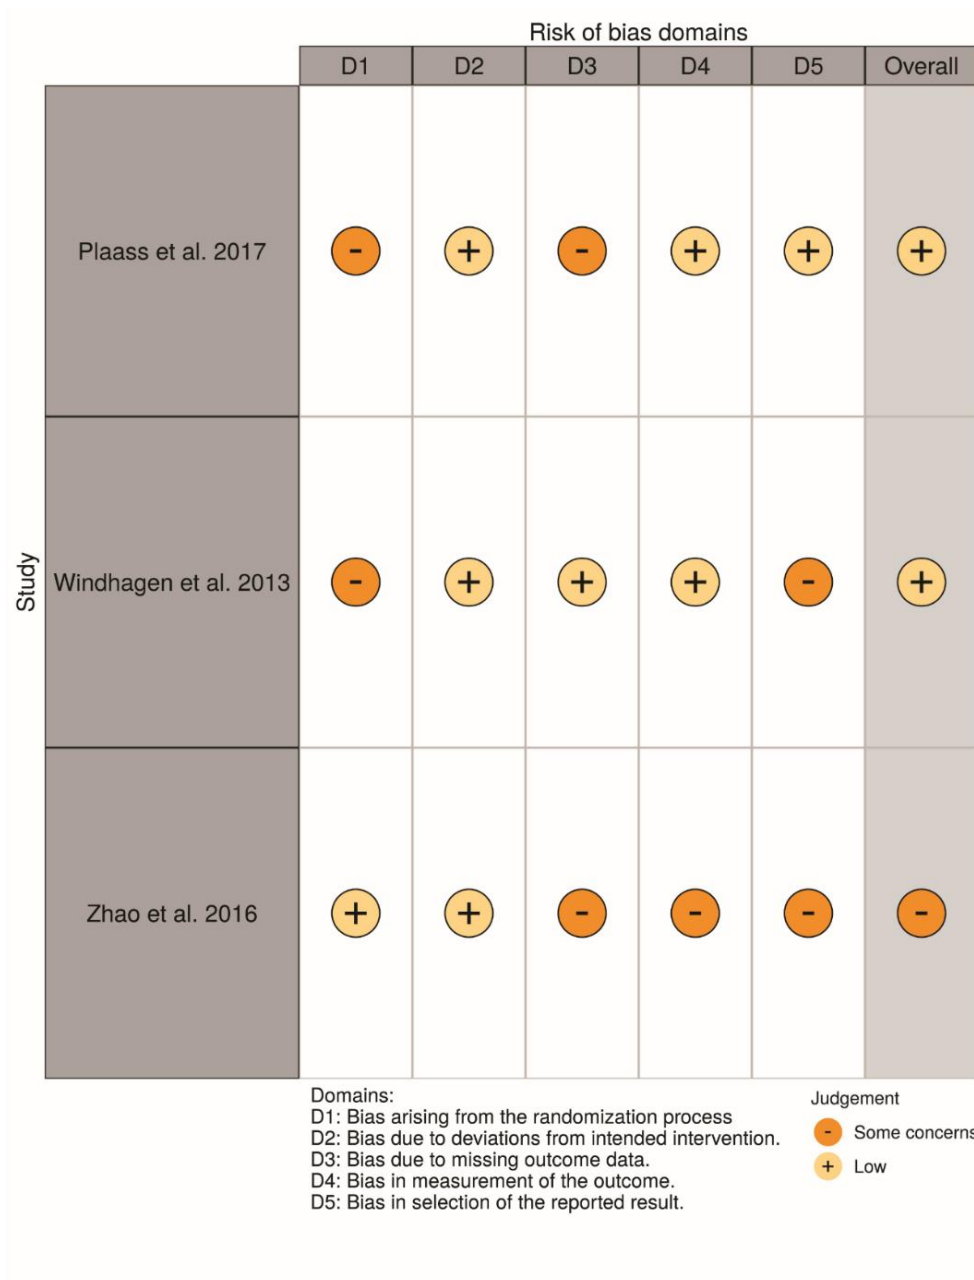 Risk of bias domains
D1 D2 D3 D4 D5 Overall
Study
Plaass et al. 2017 - + - + + +
Windhagen et al. 2013 - + + + - +
Zhao et al. 2016 + + - - - -
Domains:
D1: Bias arising from the randomization process
D2: Bias due to deviations from intended intervention.
D3: Bias due to missing outcome data.
D4: Bias in measurement of the outcome.
D5: Bias in selection of the reported result.
Judgement
- Some concerns
+ Low